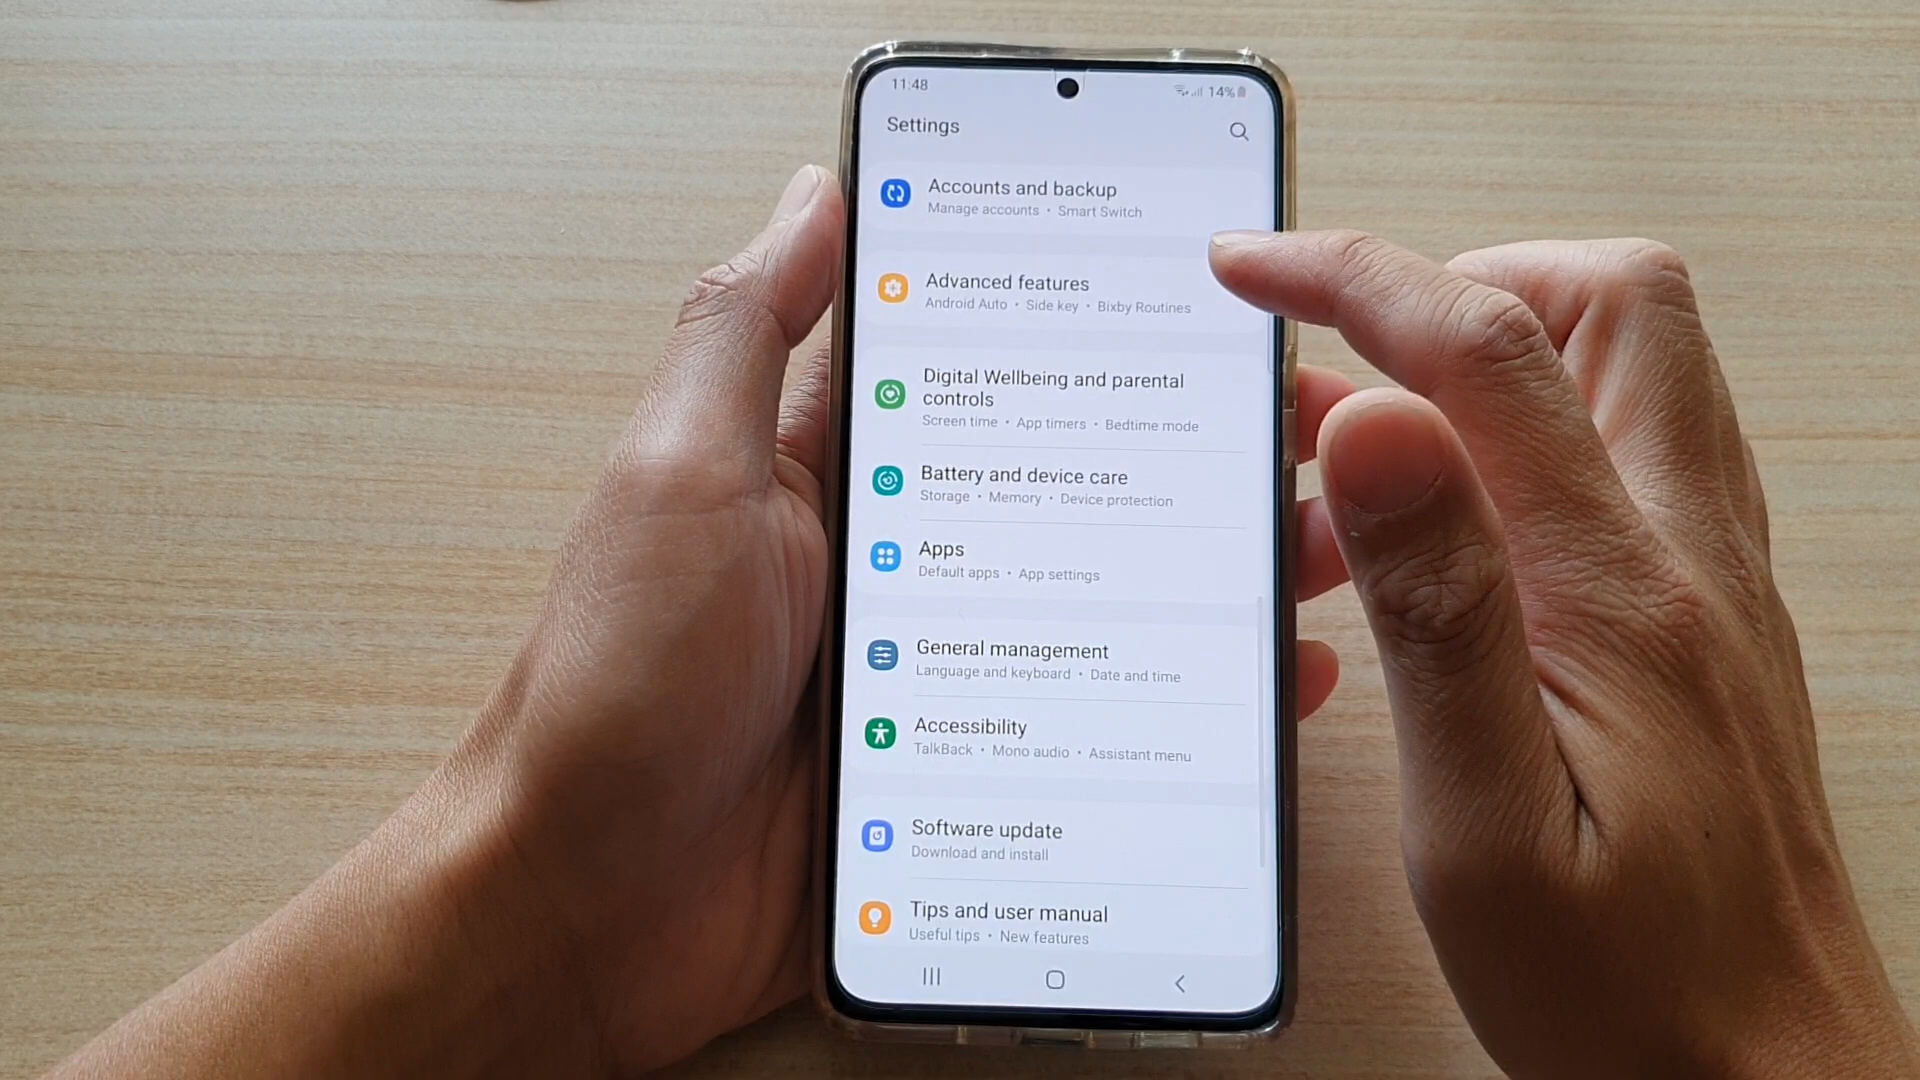 11:48
14%
Settings
Accounts and backup
Manage accounts • Smart Switch
Advanced features
Android Auto • Side key • Bixby Routines
Digital Wellbeing and parental
controls
Screen time • App timers • Bedtime mode
Battery and device care
Storage • Memory • Device protection
Apps
Default apps • App settings
General management
Language and keyboard • Date and time
Accessibility
TalkBack • Mono audio • Assistant menu
Software update
Download and install
Tips and user manual
Useful tips • New features